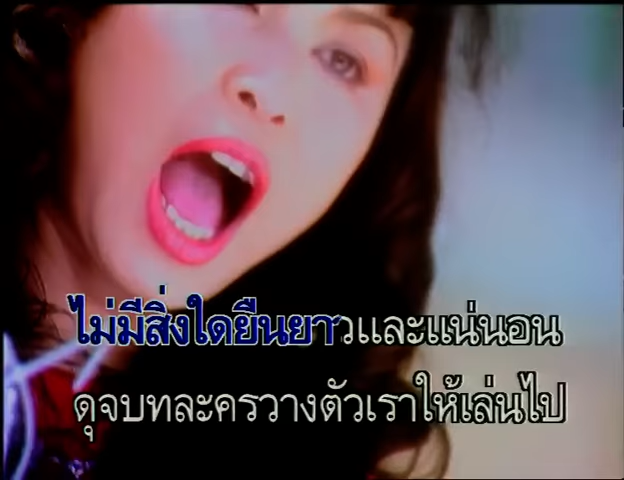 ไม่มีสิ่งใดยืนยาวและแน่นอน
ดุจบทละครวางตัวเราให้เล่นไป